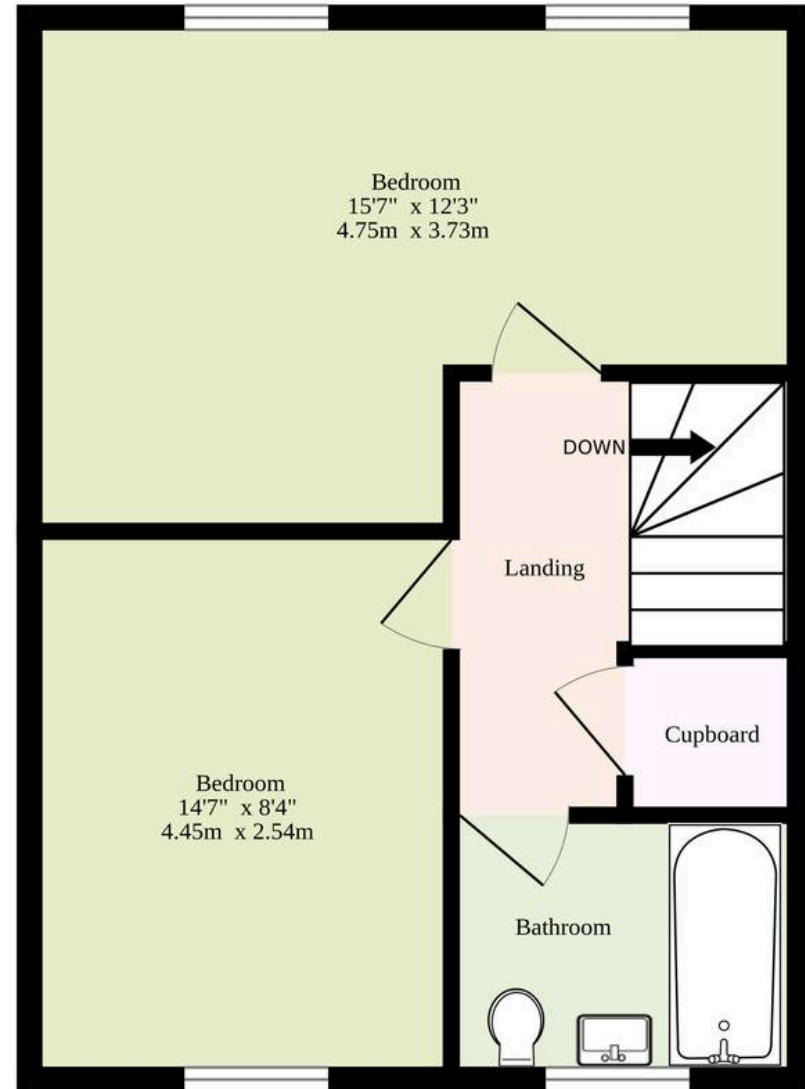 Bedroom
15'7" x 12'3"
4.75m x 3.73m
DOWN
Landing
Cupboard
Bedroom
14'7" x 8'4"
4.45m x 2.54m
Bathroom